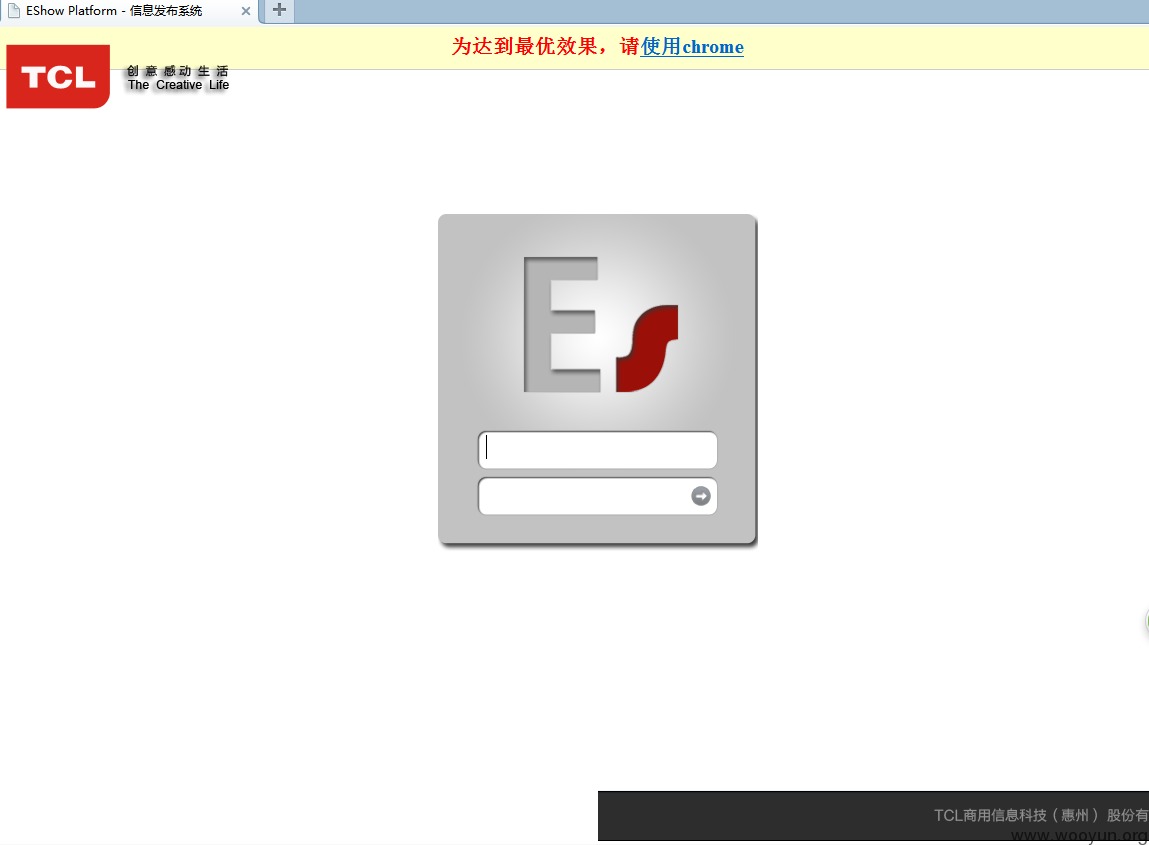 EShow Platform - 信息发布系统
为达到最优效果，请使用chrome
TCL
创意感动生活
The Creative Life
Es
TCL商用信息科技（惠州）股份有
www.wooyun.org